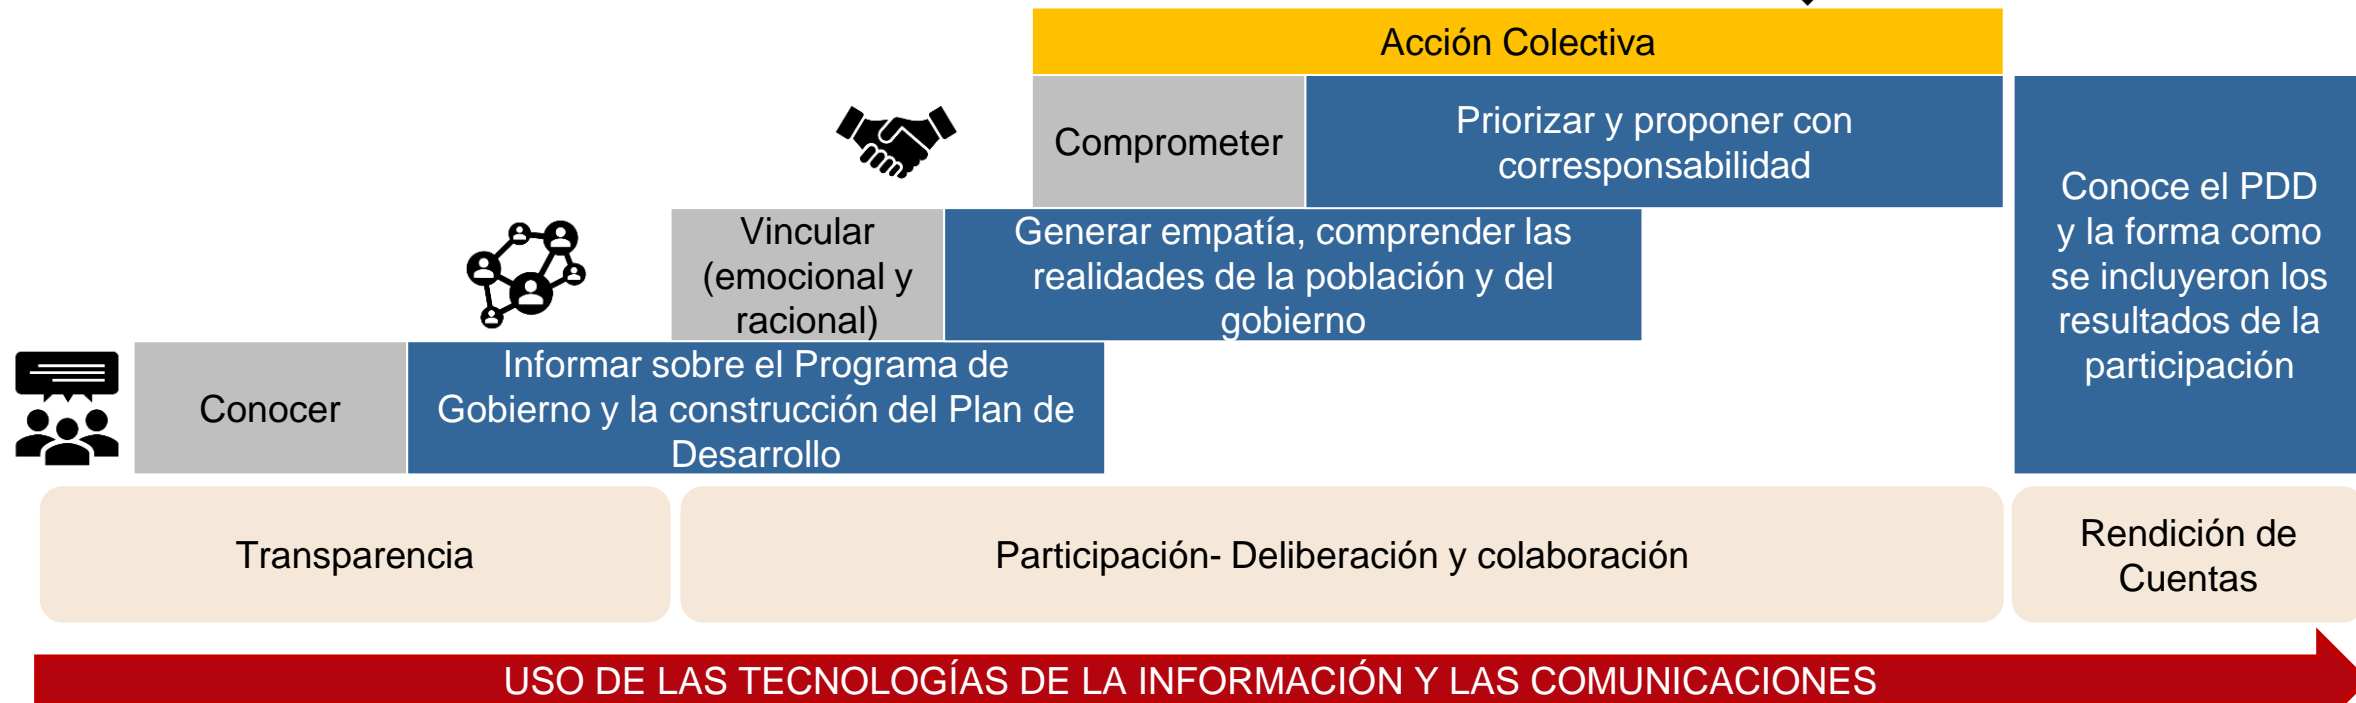 Acción Colectiva
Comprometer
Priorizar y proponer con
corresponsabilidad
Vincular
(emocional y
racional)
Generar empatía, comprender las
realidades de la población y del
gobierno
Conoce el PDD
y la forma como
se incluyeron los
resultados de la
participación
Conocer
Informar sobre el Programa de
Gobierno y la construcción del Plan de
Desarrollo
Transparencia
Participación- Deliberación y colaboración
Rendición de
Cuentas
USO DE LAS TECNOLOGÍAS DE LA INFORMACIÓN Y LAS COMUNICACIONES